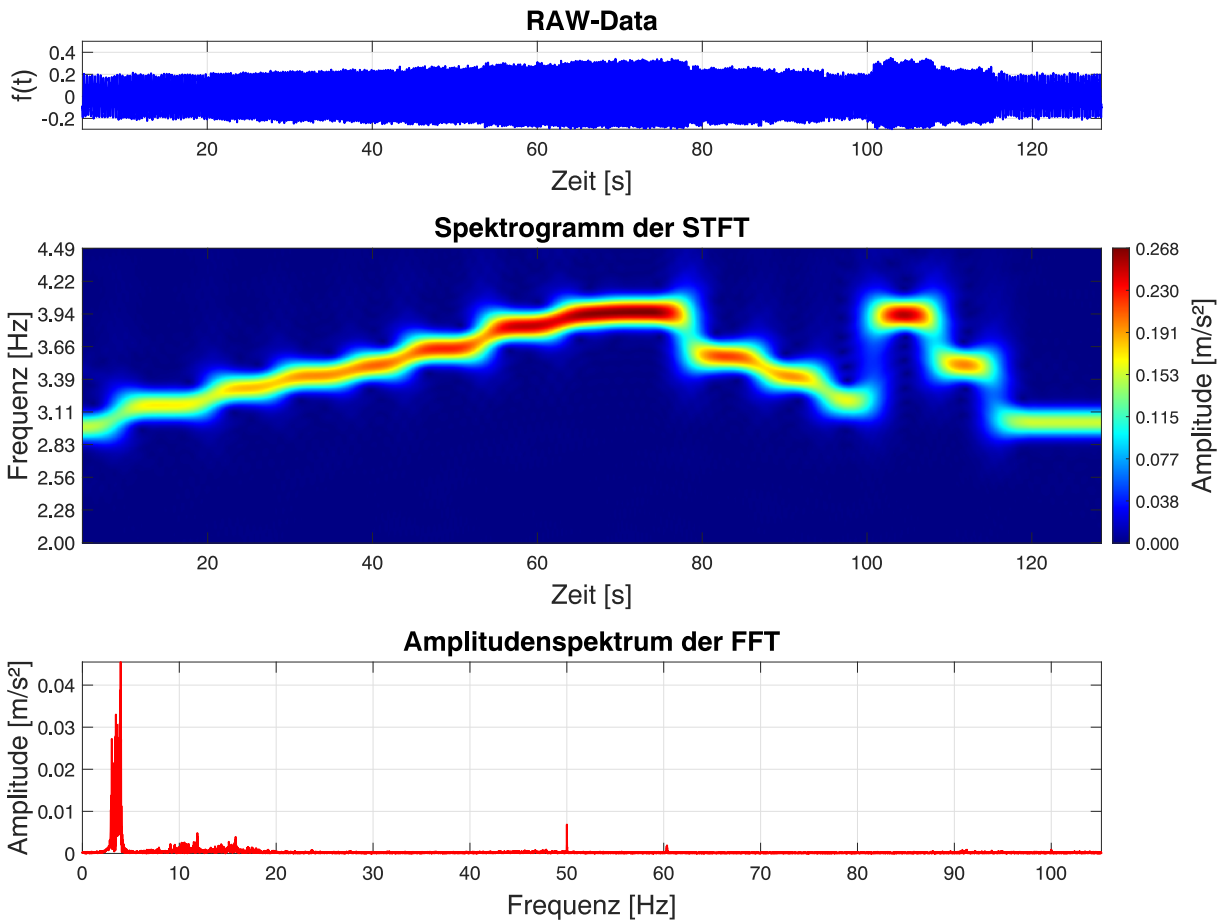 RAW-Data
f(t)
0.4
0.2
0
-0.2
20 40 60 80 100 120
Zeit [s]
Spektrogramm der STFT
Frequenz [Hz]
4.49
4.22
3.94
3.66
3.39
3.11
2.83
2.56
2.28
2.00
20 40 60 80 100 120
Zeit [s]
0.268
0.230
0.191
0.153
0.115
0.077
0.038
0.000
Amplitude [m/s²]
Amplitudenspektrum der FFT
Amplitude [m/s²]
0.04
0.03
0.02
0.01
0
0 10 20 30 40 50 60 70 80 90 100
Frequenz [Hz]